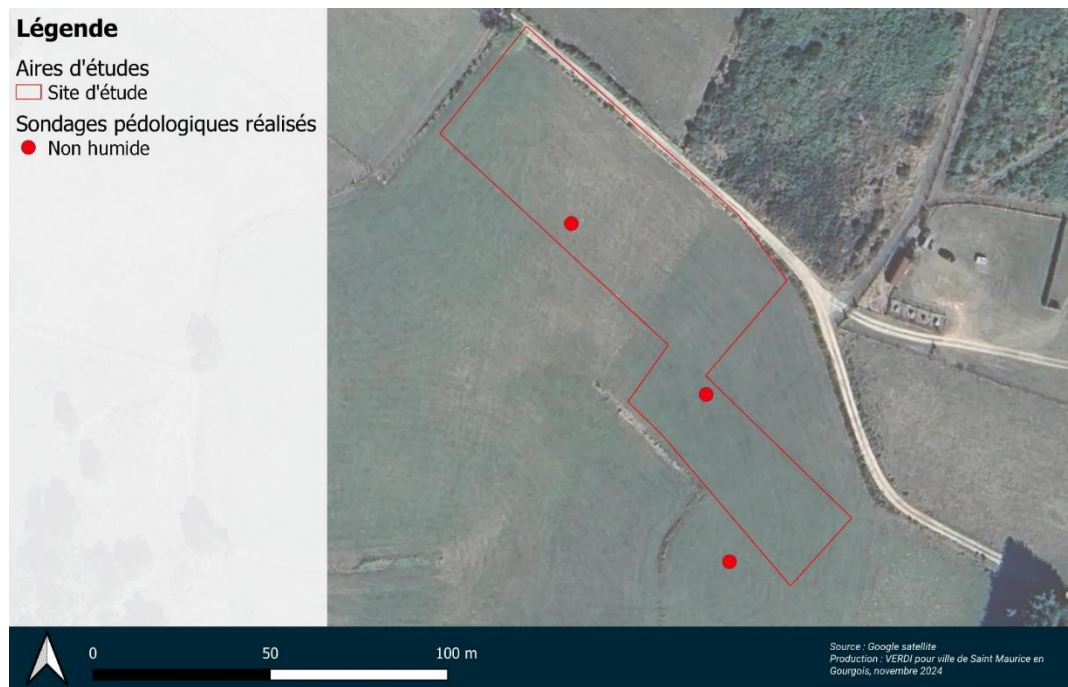 Légende
Aires d'études
Site d'étude
Sondages pédologiques réalisés
Non humide
0 50 100 m
Source : Google satellite
Production : VERDI pour ville de Saint Maurice en
Gourgois, novembre 2024